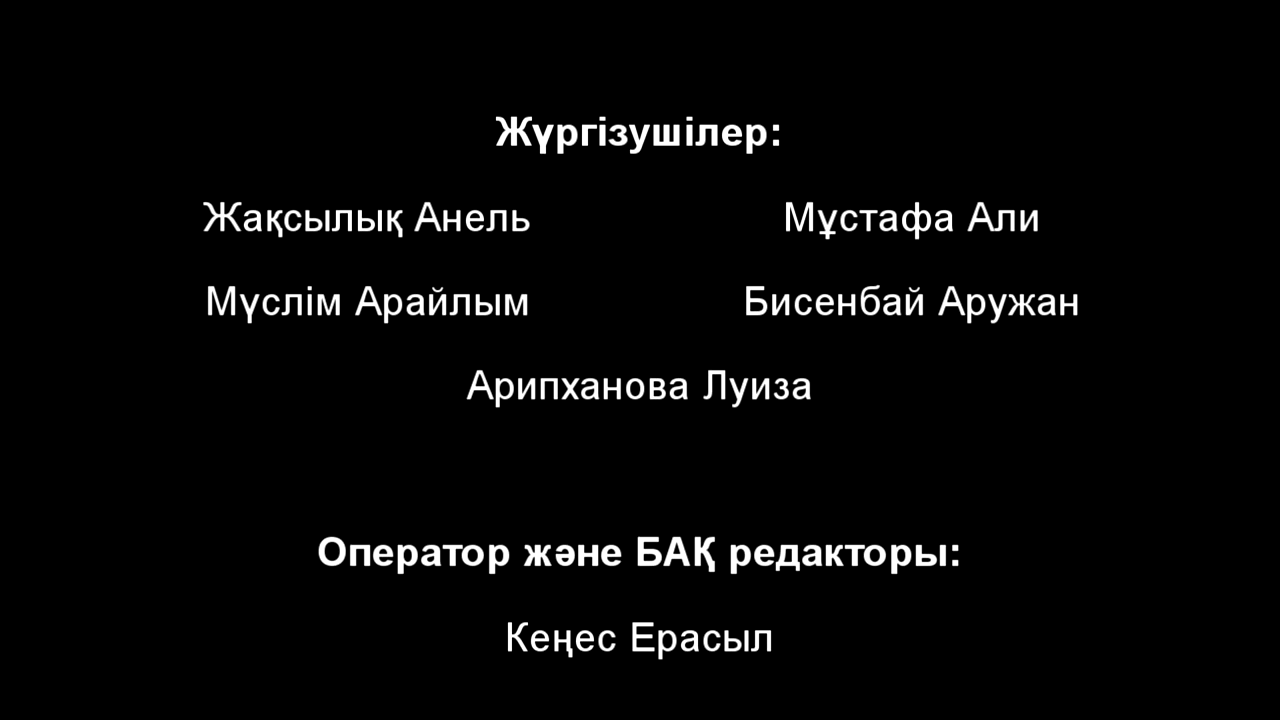 Жүргізушілер:
Жақсылық Анель Мұстафа Али
Мүслім Арайлым Бисенбай Аружан
Арипханова Луиза
Оператор және БАҚ редакторы:
Кеңес Ерасыл